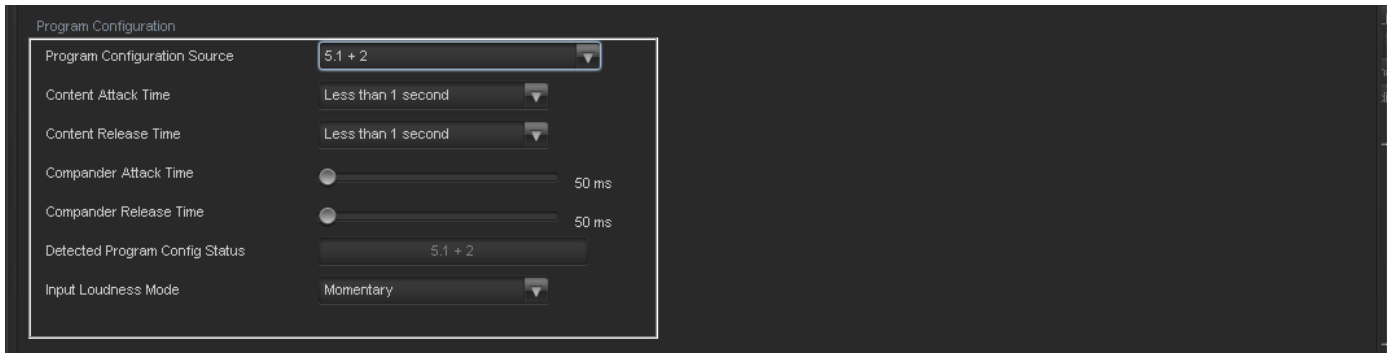 Program Configuration
Program Configuration Source 5.1 + 2
Content Attack Time Less than 1 second
Content Release Time Less than 1 second
Compander Attack Time 50 ms
Compander Release Time 50 ms
Detected Program Config Status 5.1 + 2
Input Loudness Mode Momentary